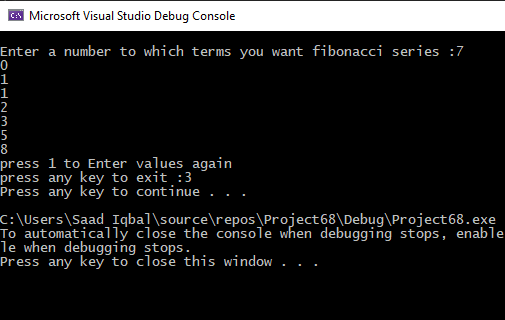 Microsoft Visual Studio Debug Console
Enter a number to which terms you want fibonacci series :7
0
1
1
2
3
5
8
press 1 to Enter values again
press any key to exit :3
Press any key to continue . . .
C:\Users\Saad Iqbal\source\repos\Project68\Debug\Project68.exe
To automatically close the console when debugging stops, enable
le when debugging stops.
Press any key to close this window . . .